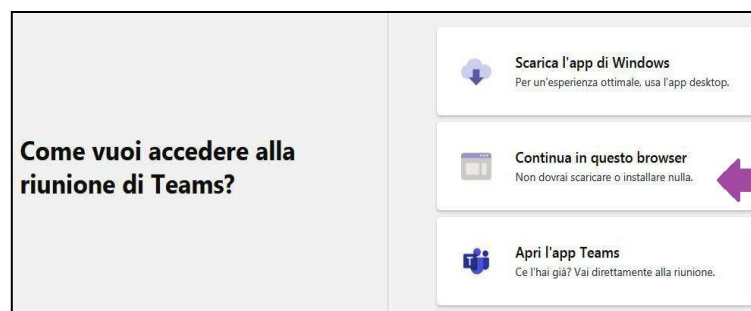 Come vuoi accedere alla
riunione di Teams?
Scarica l'app di Windows
Per un'esperienza ottimale, usa l'app desktop.
Continua in questo browser
Non dovrai scaricare o installare nulla.
Apri l'app Teams
Ce l'hai già? Vai direttamente alla riunione.